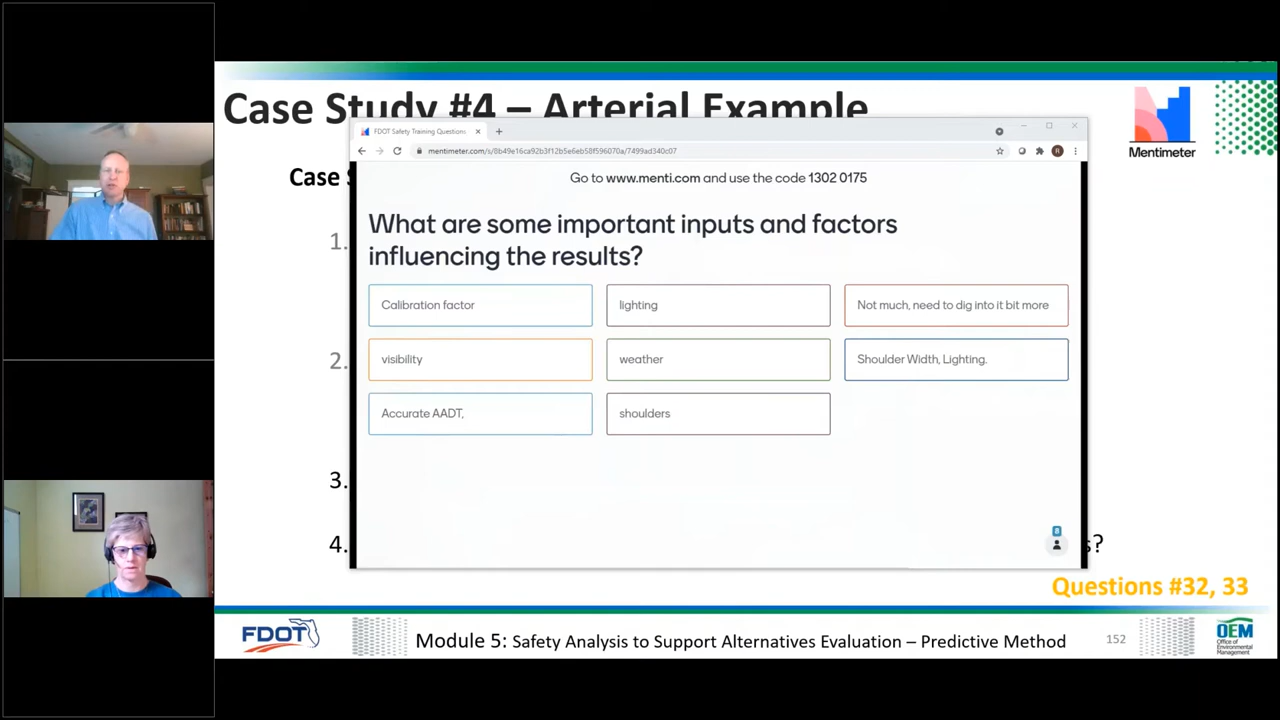 Case Study #4 – Arterial Example
Mentimeter
FDOT Safety Training Questions
mentimeter.com/s/8b49e16ca92b3f12b5e6eb58f596070a/7499ad340c07
R
Case S
Go to www.menti.com and use the code 1302 0175
What are some important inputs and factors
influencing the results?
1.
Calibration factor
lighting
Not much, need to dig into it bit more
2.
visibility
weather
Shoulder Width, Lighting.
Accurate AADT,
shoulders
3.
8
4.
s?
Questions #32, 33
FDOT
Module 5: Safety Analysis to Support Alternatives Evaluation – Predictive Method
152
OEM
Office of
Environmental
Management